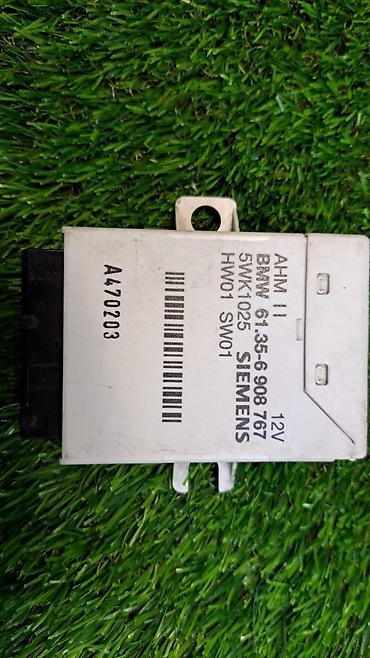 AHM II 12V
BMW 61.35-6 908 767
5WK1025 SIEMENS
HW01 SW01
A470203